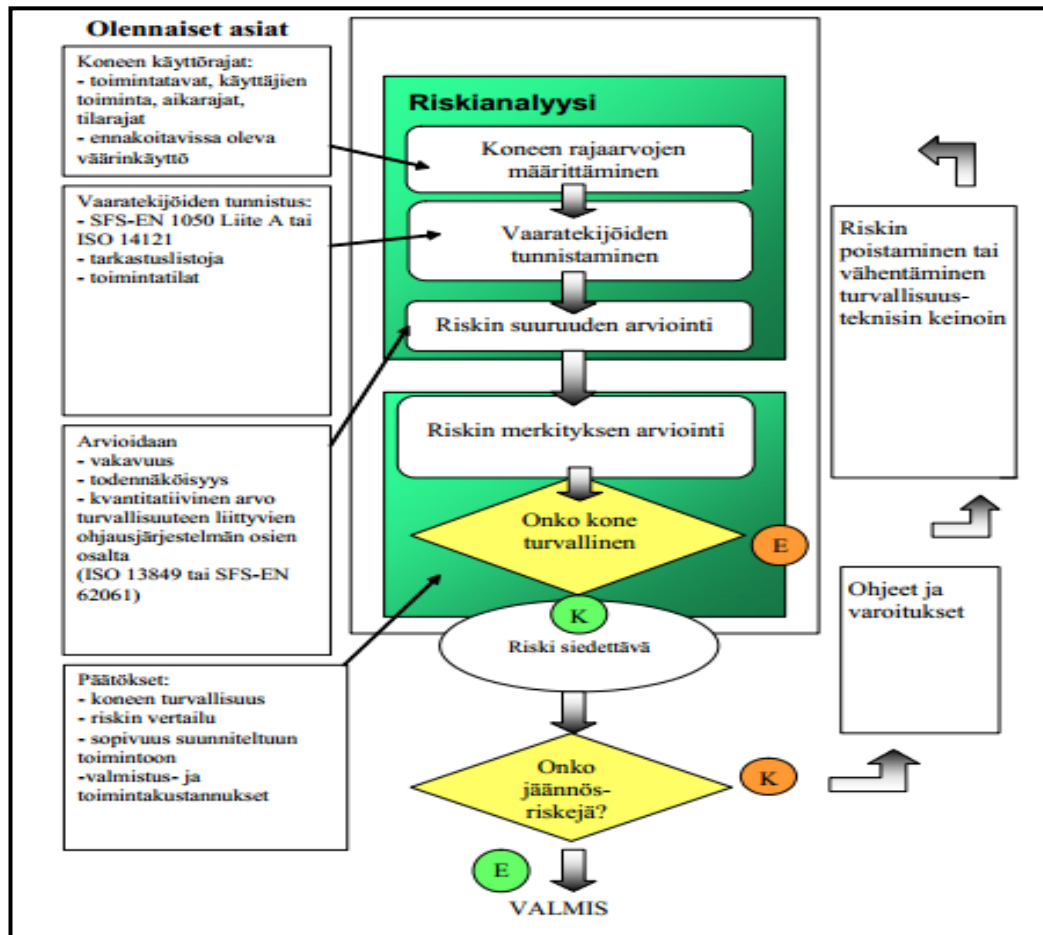 Olennaiset asiat
Koneen käyttörajat:
- toimintatavat, käyttäjien
toiminta, aikarajat,
tilarajat
- ennakoitavissa oleva
väärinkäyttö
Vaaratekijöiden tunnistus:
- SFS-EN 1050 Liite A tai
ISO 14121
- tarkastuslistoja
- toimintatilat
Arvioidaan
- vakavuus
- todennäköisyys
- kvantitatiivinen arvo
turvallisuuteen liittyvien
ohjausjärjestelmän osien
osalta
(ISO 13849 tai SFS-EN
62061)
Päätökset:
- koneen turvallisuus
- riskin vertailu
- sopivuus suunniteltuun
toimintoon
-valmistus- ja
toimintakustannukset
Riskianalyysi
Koneen rajaarvojen
määrittäminen
Vaaratekijöiden
tunnistaminen
Riskin suuruuden arviointi
Riskin merkityksen arviointi
Onko kone
turvallinen
E
K
Riski siedettävä
Onko
jäännös-
riskejä?
K
E
VALMIS
Riskin
poistaminen tai
vähentäminen
turvallisuus-
teknisin keinoin
Ohjeet ja
varoitukset